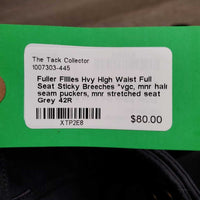 The Tack Collector
1007303-445
Fuller Fillies Hvy High Waist Full
Seat Sticky Breeches *vgc, mnr hair
seam puckers, mnr stretched seat
Grey 42R
XTP2E8
$80.00